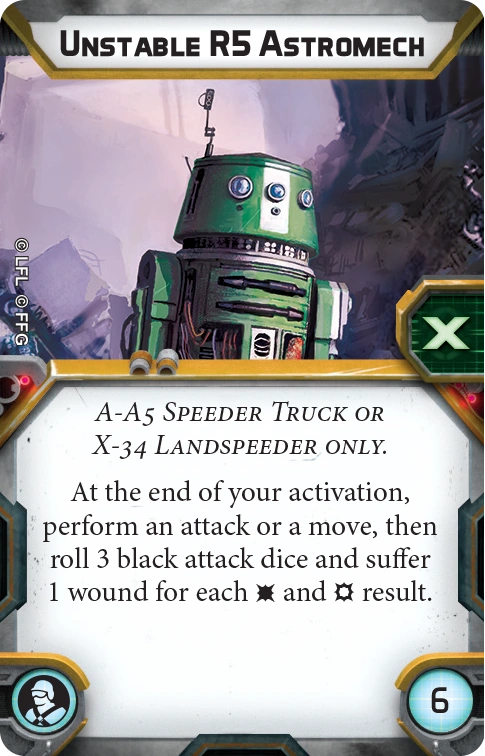 Unstable R5 Astromech
© LFL © FFG
X
A-A5 Speeder Truck or
X-34 Landspeeder only.
At the end of your activation,
perform an attack or a move, then
roll 3 black attack dice and suffer
1 wound for each and result.
6